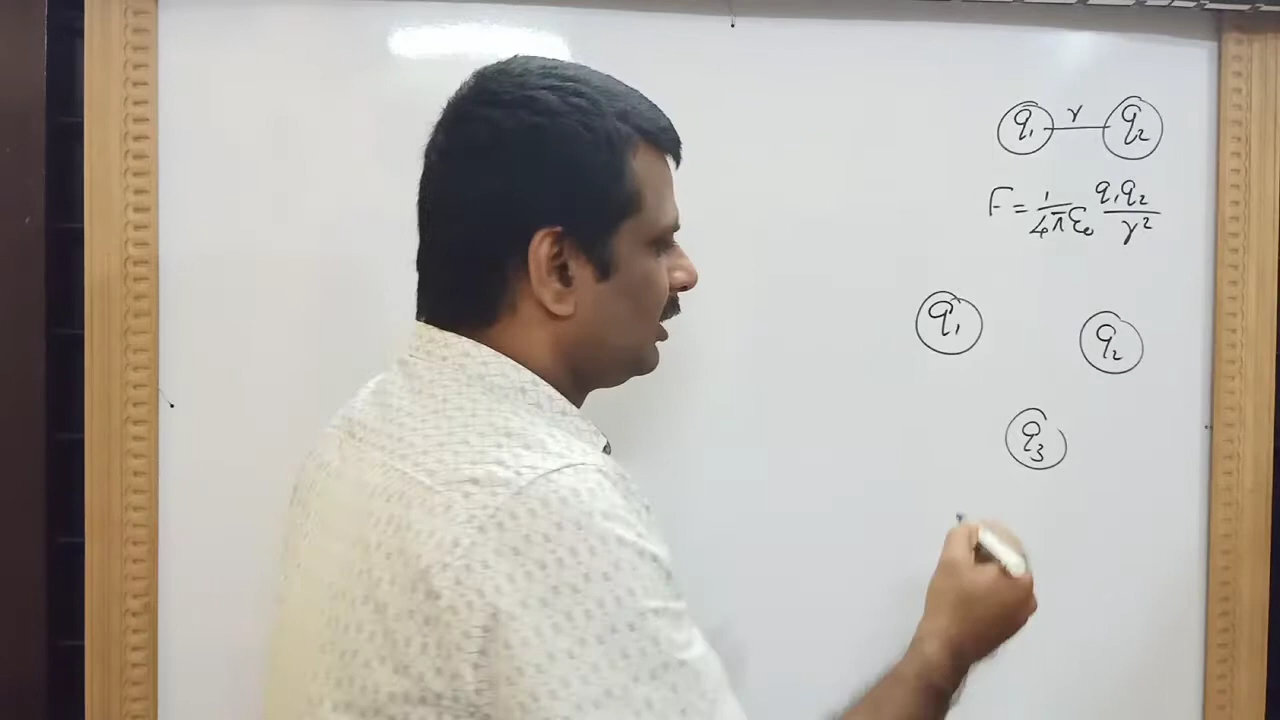 q₁ r q₂
F = 1/4πε₀ q₁q₂/r²
q₁ q₂
q₃